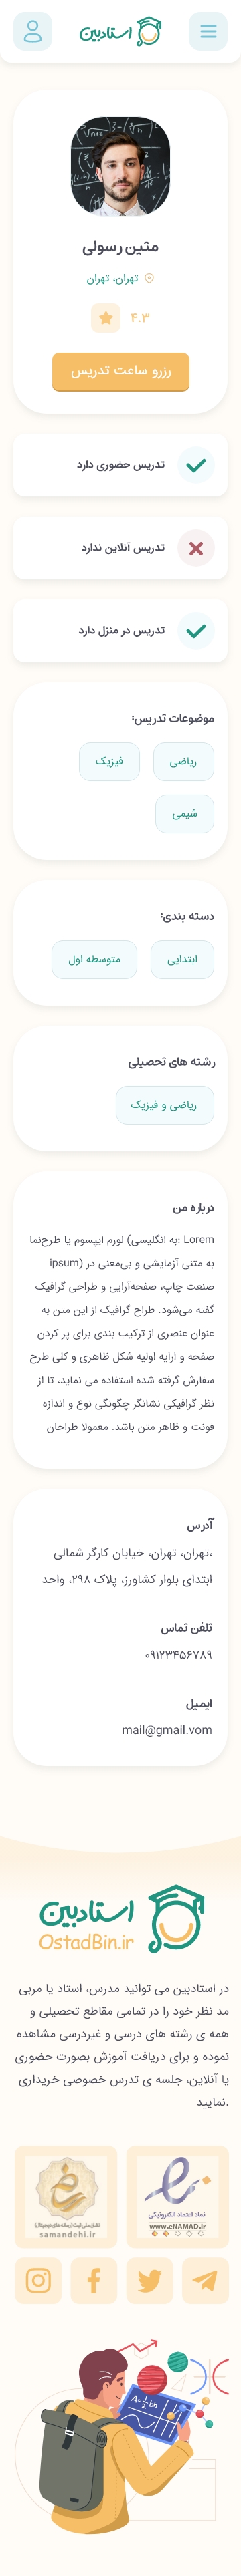 استادبین
متین رسولی
تهران، تهران
۴.۳
رزرو ساعت تدریس
تدریس حضوری دارد
تدریس آنلاین ندارد
تدریس در منزل دارد
موضوعات تدریس:
ریاضی
فیزیک
شیمی
دسته بندی:
ابتدایی
متوسطه اول
رشته های تحصیلی
ریاضی و فیزیک
درباره من
لورم ایپسوم یا طرح‌نما (به انگلیسی: Lorem
ipsum) به متنی آزمایشی و بی‌معنی در
صنعت چاپ، صفحه‌آرایی و طراحی گرافیک
گفته می‌شود. طراح گرافیک از این متن به
عنوان عنصری از ترکیب بندی برای پر کردن
صفحه و ارایه اولیه شکل ظاهری و کلی طرح
سفارش گرفته شده استفاده می نماید، تا از
نظر گرافیکی نشانگر چگونگی نوع و اندازه
فونت و ظاهر متن باشد. معمولا طراحان
آدرس
تهران، تهران، خیابان کارگر شمالی،
ابتدای بلوار کشاورز، پلاک ۲۹۸، واحد
تلفن تماس
۰۹۱۲۳۴۵۶۷۸۹
ایمیل
mail@gmail.vom
استادبین
OstadBin.ir
در استادبین می توانید مدرس، استاد یا مربی
مد نظر خود را در تمامی مقاطع تحصیلی و
همه ی رشته های درسی و غیردرسی مشاهده
نموده و برای دریافت آموزش بصورت حضوری
یا آنلاین، جلسه ی تدرس خصوصی خریداری
نمایید.
نماد اعتماد الکترونیکی
www.eNAMAD.ir
samandehi.ir